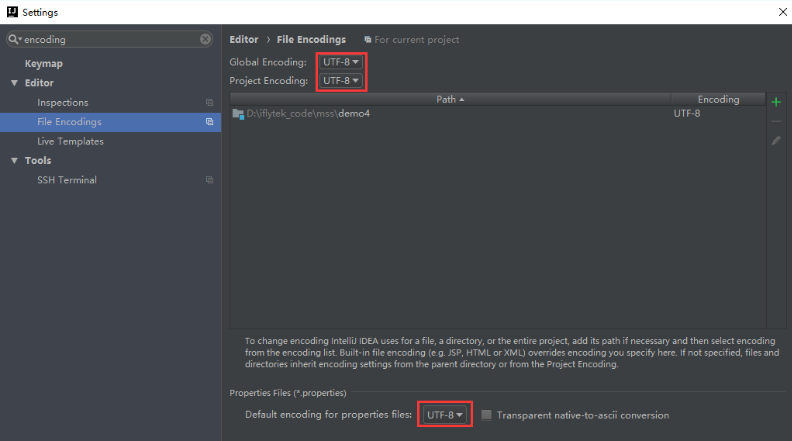 Settings
encoding
Keymap
Editor
Inspections
File Encodings
Live Templates
Tools
SSH Terminal
Editor › File Encodings For current project
Global Encoding: UTF-8
Project Encoding: UTF-8
Path Encoding
D:\iflytek_code\mss\demo4 UTF-8
To change encoding IntelliJ IDEA uses for a file, a directory, or the entire project, add its path if necessary and then select encoding
from the encoding list. Built-in file encoding (e.g. JSP, HTML or XML) overrides encoding you specify here. If not specified, files and
directories inherit encoding settings from the parent directory or from the Project Encoding.
Properties Files (*.properties)
Default encoding for properties files: UTF-8 Transparent native-to-ascii conversion